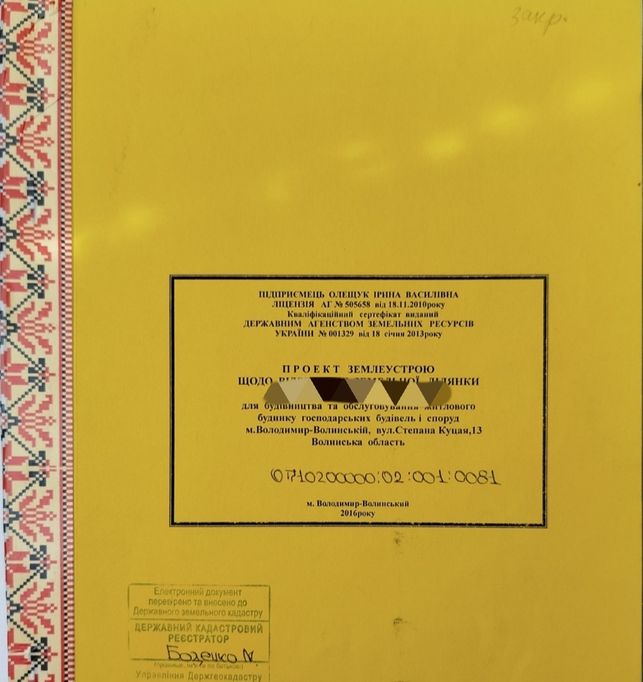 закр.
ПІДПРИЄМЕЦЬ ОЛЕЩУК ІРИНА ВАСИЛІВНА
ЛІЦЕНЗІЯ АГ № 505658 від 18.11.2010року
Кваліфікаційний сертефікат виданий
ДЕРЖАВНИМ АГЕНСТВОМ ЗЕМЕЛЬНИХ РЕСУРСІВ
УКРАЇНИ № 001329 від 18 січня 2013року
П Р О Е К Т ЗЕМЛЕУСТРОЮ
ЩОДО ЗЕМЕЛЬНОЇ ДІЛЯНКИ
для будівництва та обслуговування житлового
будинку господарських будівель і споруд
м.Володимир-Волинській, вул.Степана Куцая,13
Волинська область
0710200000:02:001:0081
м. Володимир-Волинський
2016року
Електронний документ
перевірено та внесено до
Державного земельного кадастру
ДЕРЖАВНИЙ КАДАСТРОВИЙ
РЕЄСТРАТОР
Управління Держгеокадастру